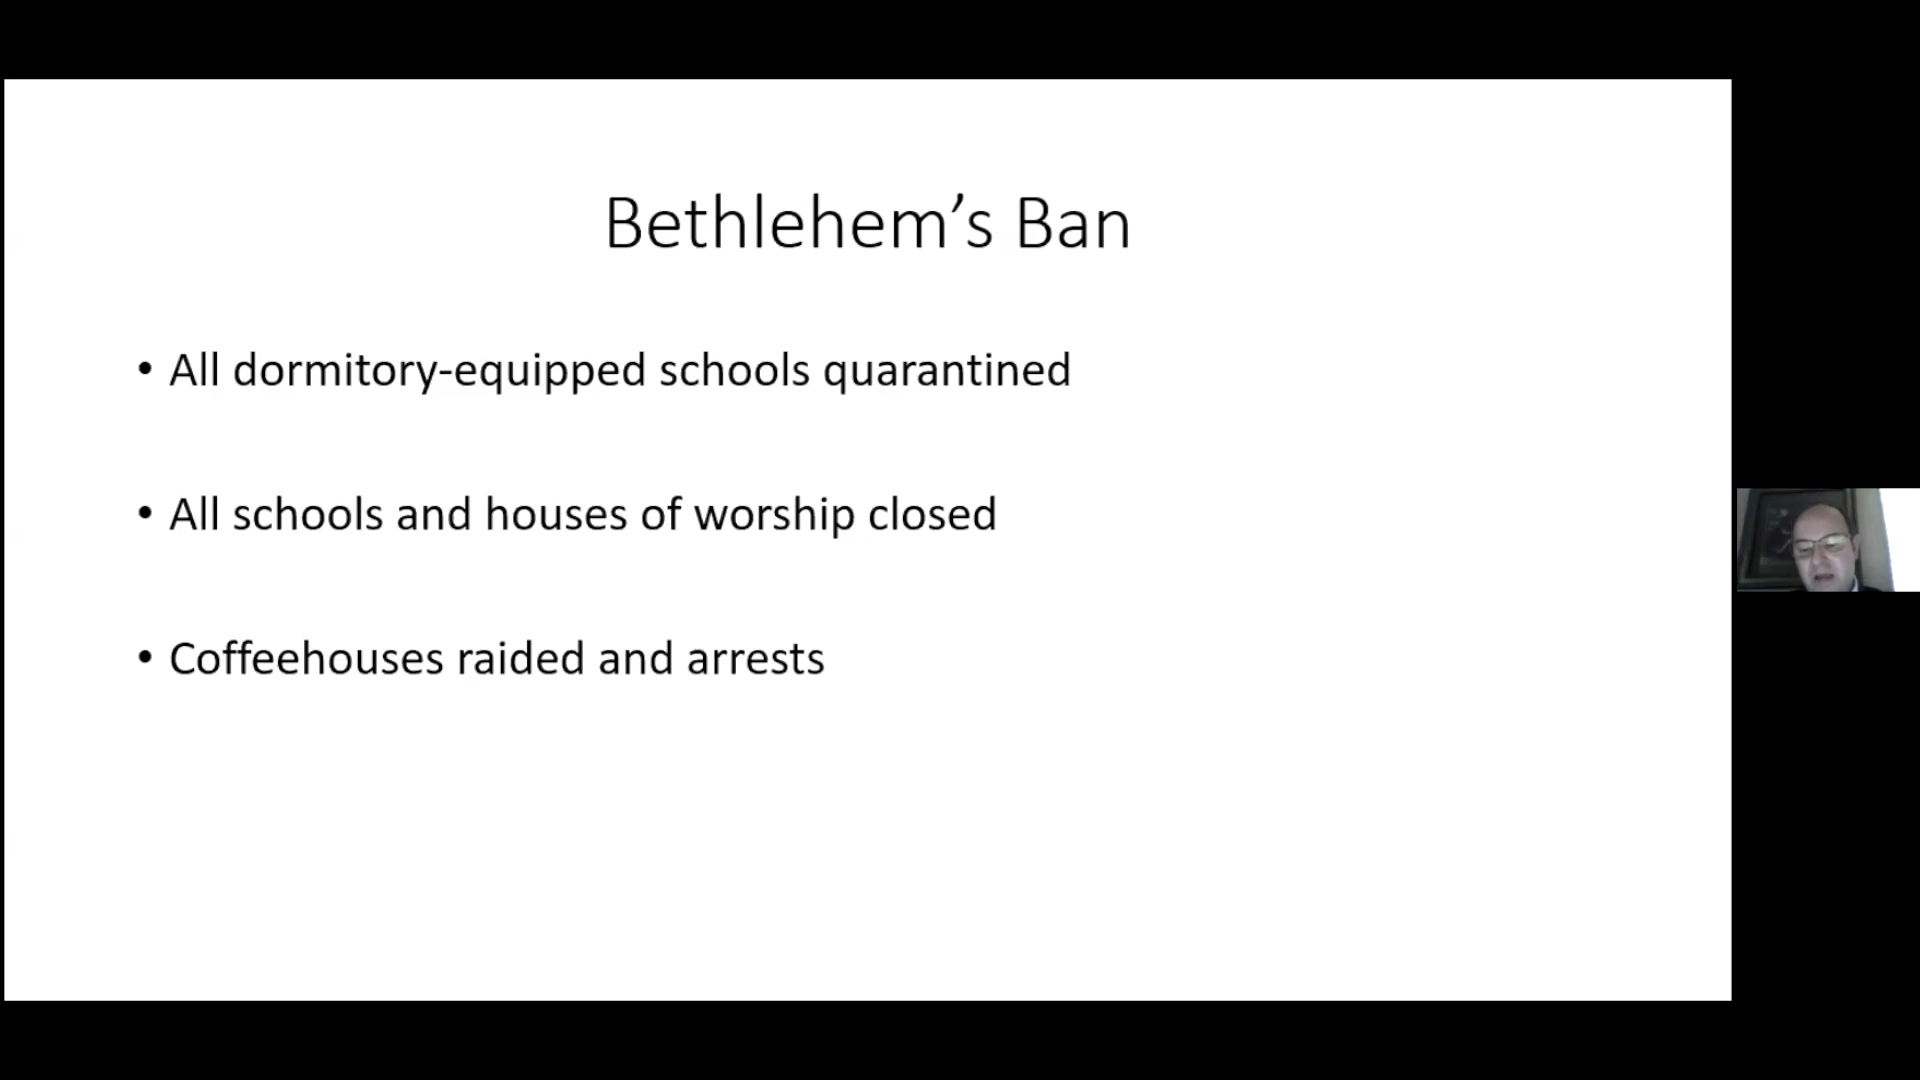 Bethlehem’s Ban
• All dormitory-equipped schools quarantined
• All schools and houses of worship closed
• Coffeehouses raided and arrests